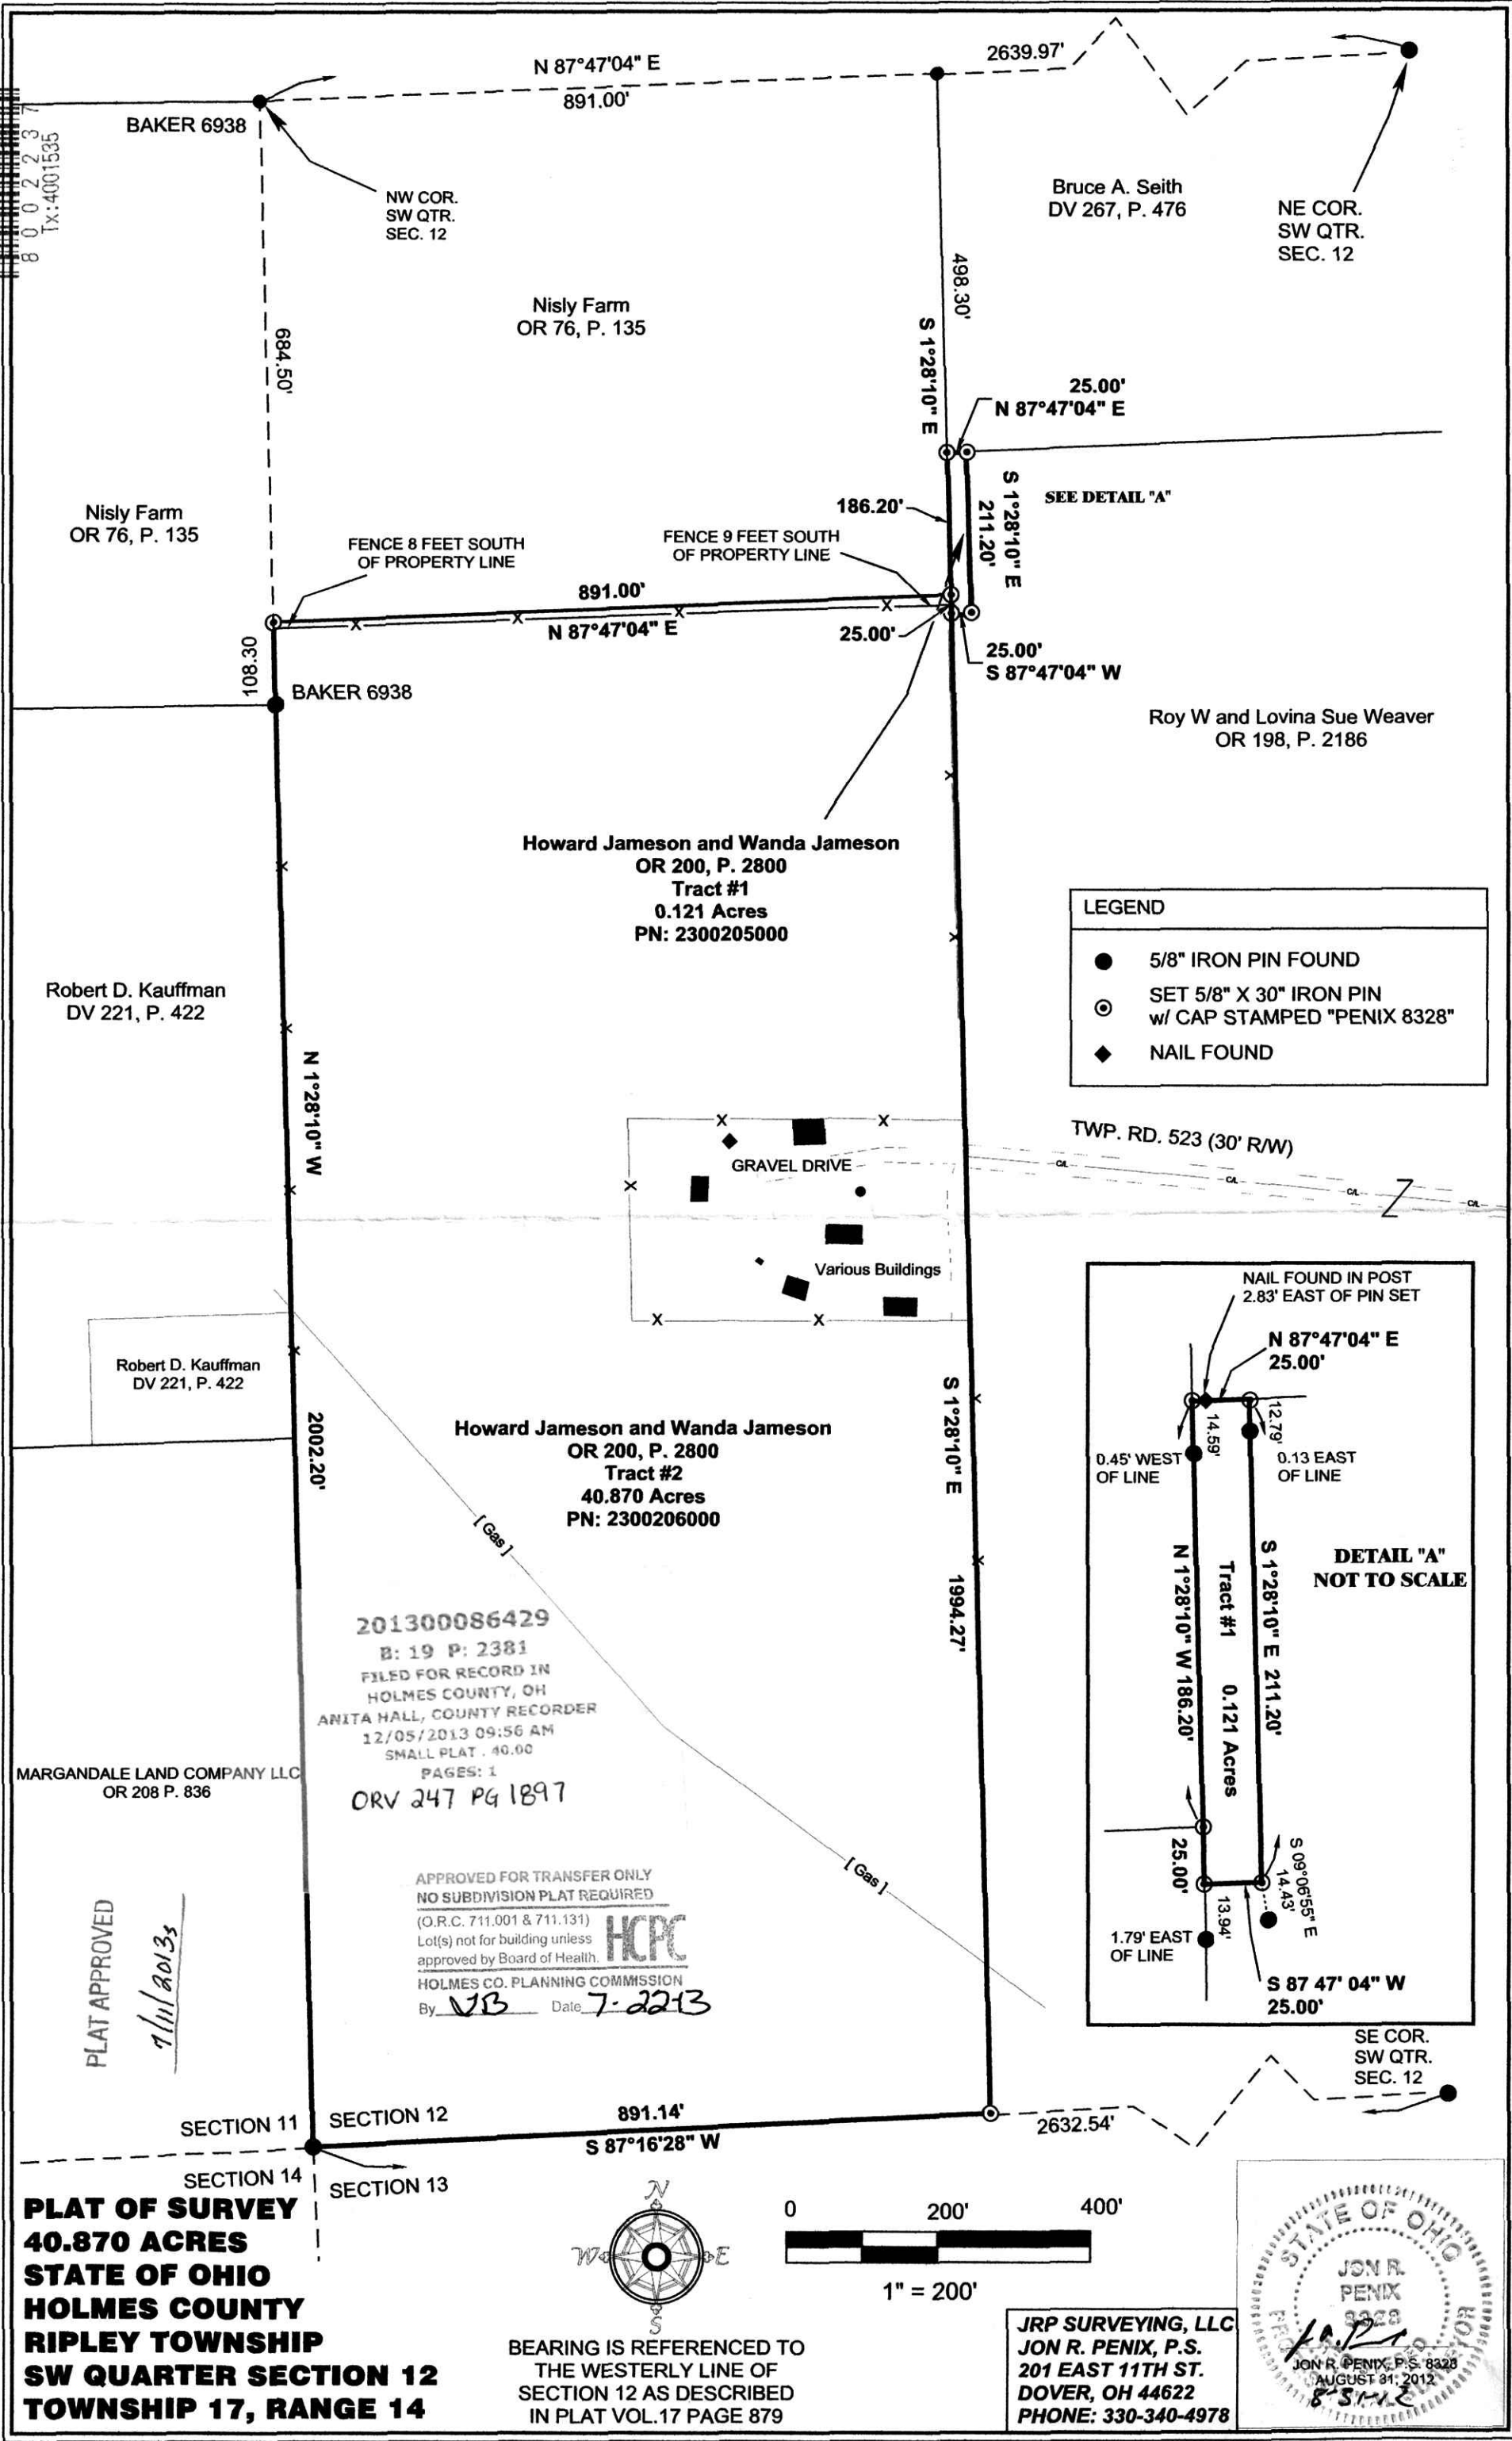 N 87°47'04" E
891.00'
2639.97'
BAKER 6938
8002237
Tx:4001535
NW COR.
SW QTR.
SEC. 12
Bruce A. Seith
DV 267, P. 476
NE COR.
SW QTR.
SEC. 12
498.30'
S 1°28'10" E
Nisly Farm
OR 76, P. 135
684.50'
25.00'
N 87°47'04" E
Nisly Farm
OR 76, P. 135
FENCE 8 FEET SOUTH
OF PROPERTY LINE
FENCE 9 FEET SOUTH
OF PROPERTY LINE
186.20'
S 1°28'10" E
211.20'
SEE DETAIL "A"
891.00'
N 87°47'04" E
25.00'
25.00'
S 87°47'04" W
108.30
BAKER 6938
Roy W and Lovina Sue Weaver
OR 198, P. 2186
Howard Jameson and Wanda Jameson
OR 200, P. 2800
Tract #1
0.121 Acres
PN: 2300205000
LEGEND
5/8" IRON PIN FOUND
SET 5/8" X 30" IRON PIN
w/ CAP STAMPED "PENIX 8328"
NAIL FOUND
Robert D. Kauffman
DV 221, P. 422
N 1°28'10" W
TWP. RD. 523 (30' R/W)
C/L
C/L
C/L
C/L
Z
GRAVEL DRIVE
Various Buildings
Robert D. Kauffman
DV 221, P. 422
2002.20'
Howard Jameson and Wanda Jameson
OR 200, P. 2800
Tract #2
40.870 Acres
PN: 2300206000
S 1°28'10" E
1994.27'
[ Gas ]
[ Gas ]
NAIL FOUND IN POST
2.83' EAST OF PIN SET
N 87°47'04" E
25.00'
14.59'
12.79'
0.45' WEST
OF LINE
0.13 EAST
OF LINE
DETAIL "A"
NOT TO SCALE
N 1°28'10" W 186.20'
Tract #1 0.121 Acres
S 1°28'10" E 211.20'
25.00'
13.94'
S 09°06'55" E
14.43'
1.79' EAST
OF LINE
S 87 47' 04" W
25.00'
201300086429
B: 19 P: 2381
FILED FOR RECORD IN
HOLMES COUNTY, OH
ANITA HALL, COUNTY RECORDER
12/05/2013 09:56 AM
SMALL PLAT . 40.00
PAGES: 1
ORV 247 PG 1897
MARGANDALE LAND COMPANY LLC
OR 208 P. 836
APPROVED FOR TRANSFER ONLY
NO SUBDIVISION PLAT REQUIRED
(O.R.C. 711.001 & 711.131)
Lot(s) not for building unless
approved by Board of Health.
HCPC
HOLMES CO. PLANNING COMMISSION
By VB Date 7-22-13
PLAT APPROVED
7/11/2013
SE COR.
SW QTR.
SEC. 12
2632.54'
SECTION 11
SECTION 12
891.14'
S 87°16'28" W
SECTION 14
SECTION 13
PLAT OF SURVEY
40.870 ACRES
STATE OF OHIO
HOLMES COUNTY
RIPLEY TOWNSHIP
SW QUARTER SECTION 12
TOWNSHIP 17, RANGE 14
N
W
E
S
BEARING IS REFERENCED TO
THE WESTERLY LINE OF
SECTION 12 AS DESCRIBED
IN PLAT VOL.17 PAGE 879
0 200' 400'
1" = 200'
JRP SURVEYING, LLC
JON R. PENIX, P.S.
201 EAST 11TH ST.
DOVER, OH 44622
PHONE: 330-340-4978
STATE OF OHIO
JON R.
PENIX
8328
JON R. PENIX, P.S. 8328
AUGUST 31, 2012
8-31-12